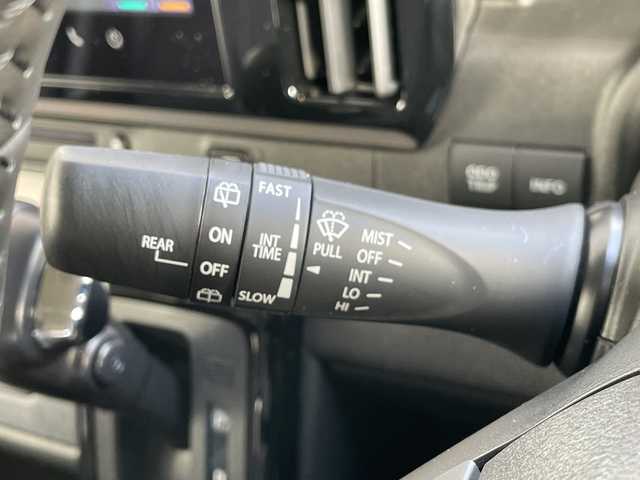 REAR
ON
OFF
FAST
INT
TIME
SLOW
PULL
MIST
OFF
INT
LO
HI
ODO
TRIP
INFO